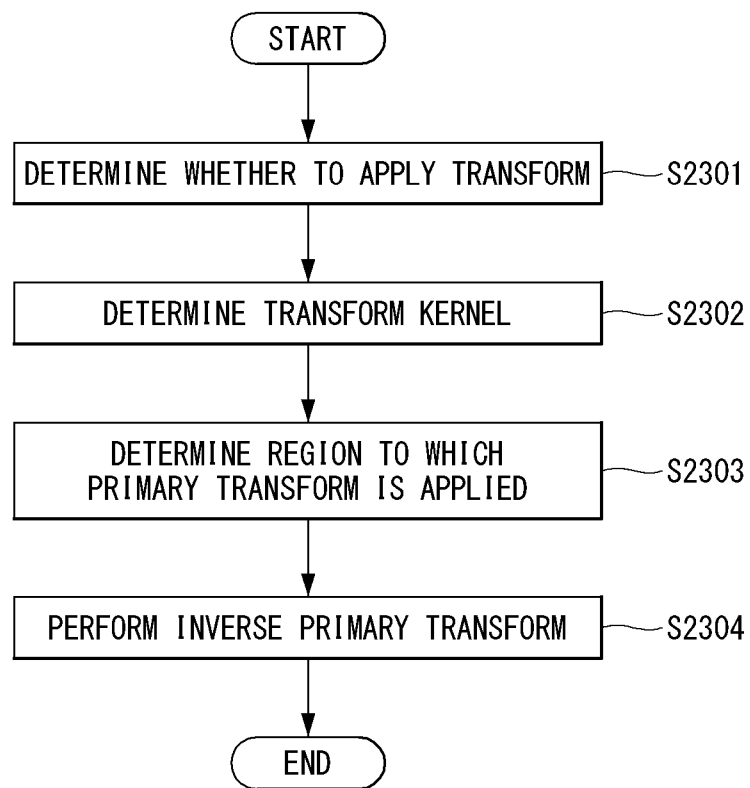 START
DETERMINE WHETHER TO APPLY TRANSFORM
S2301
DETERMINE TRANSFORM KERNEL
S2302
DETERMINE REGION TO WHICH
PRIMARY TRANSFORM IS APPLIED
S2303
PERFORM INVERSE PRIMARY TRANSFORM
S2304
END